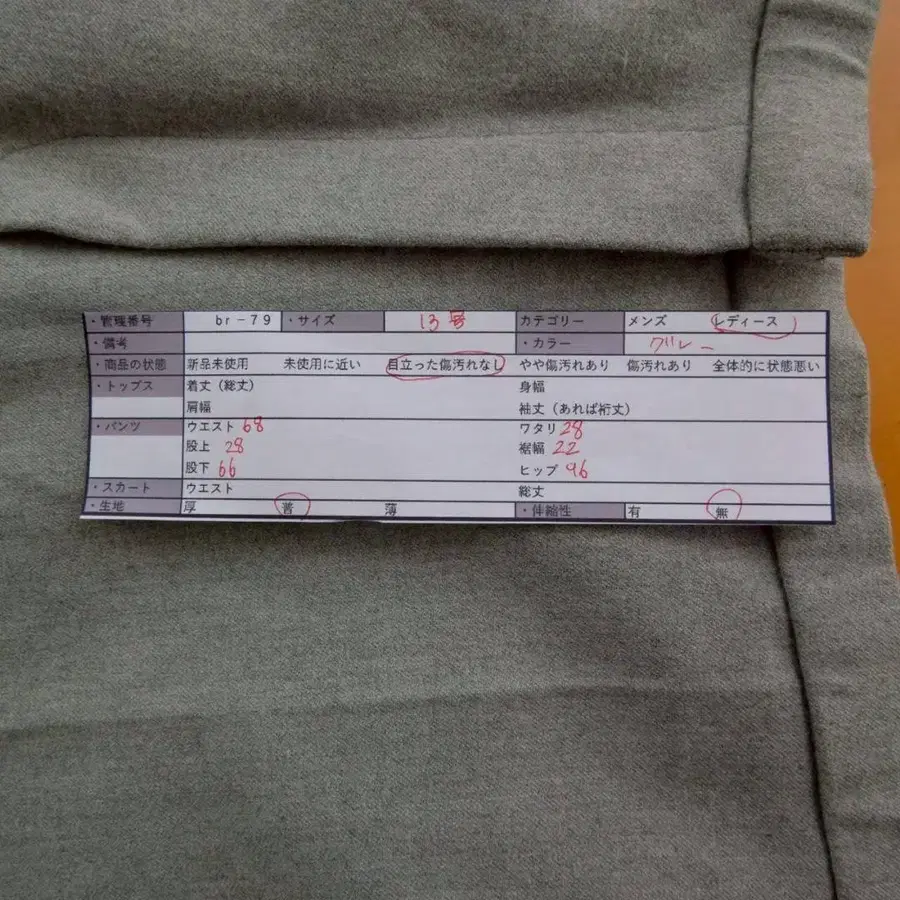 ・管理番号 br-79 ・サイズ 13号 カテゴリー メンズ レディース
・備考 ・カラー グレー
・商品の状態 新品未使用 未使用に近い 目立った傷汚れなし やや傷汚れあり 傷汚れあり 全体的に状態悪い
・トップス 着丈（総丈） 身幅
肩幅 袖丈（あれば裄丈）
・パンツ ウエスト 68 ワタリ 28
股上 28 裾幅 22
股下 66 ヒップ 96
・スカート ウエスト 総丈
・生地 厚 普 薄 ・伸縮性 有 無